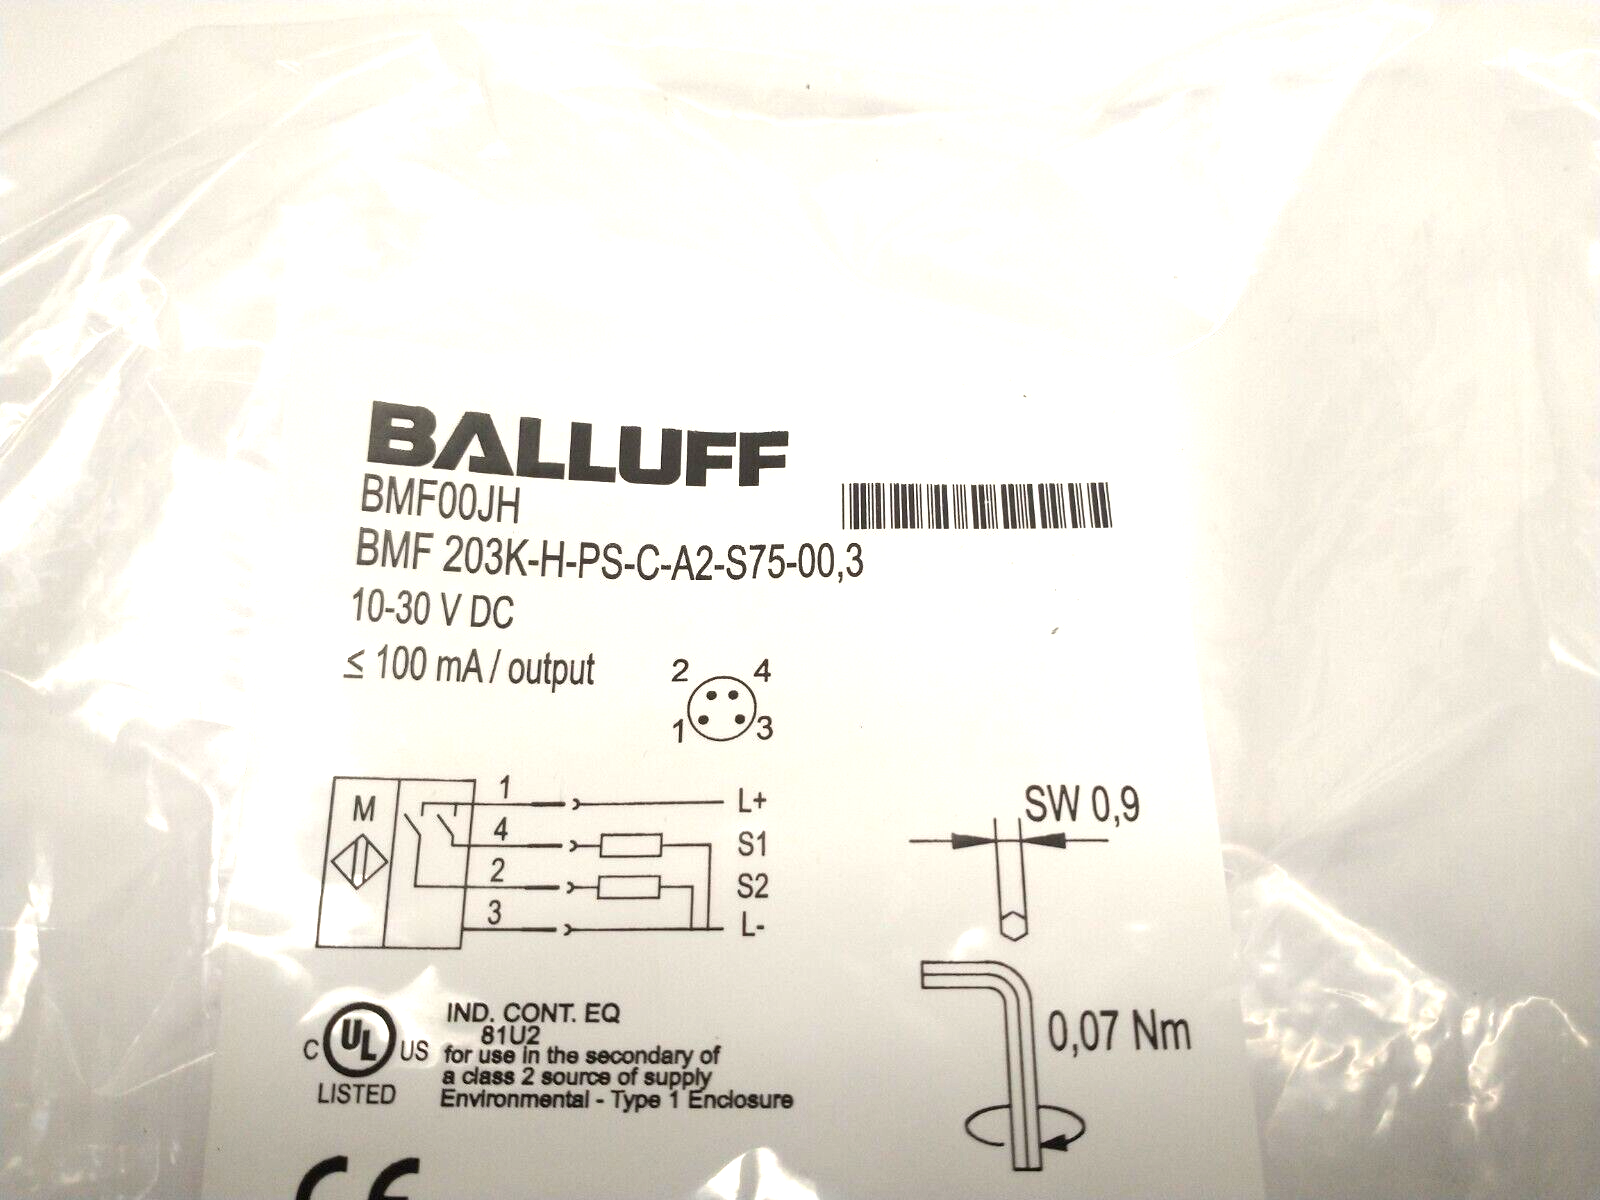 BALLUFF
BMF00JH
BMF 203K-H-PS-C-A2-S75-00,3
10-30 V DC
≤ 100 mA / output
2 4
1 3
M
1 L+
4 S1
2 S2
3 L-
SW 0,9
0,07 Nm
C UL US
LISTED
IND. CONT. EQ
81U2
for use in the secondary of
a class 2 source of supply
Environmental - Type 1 Enclosure
CE